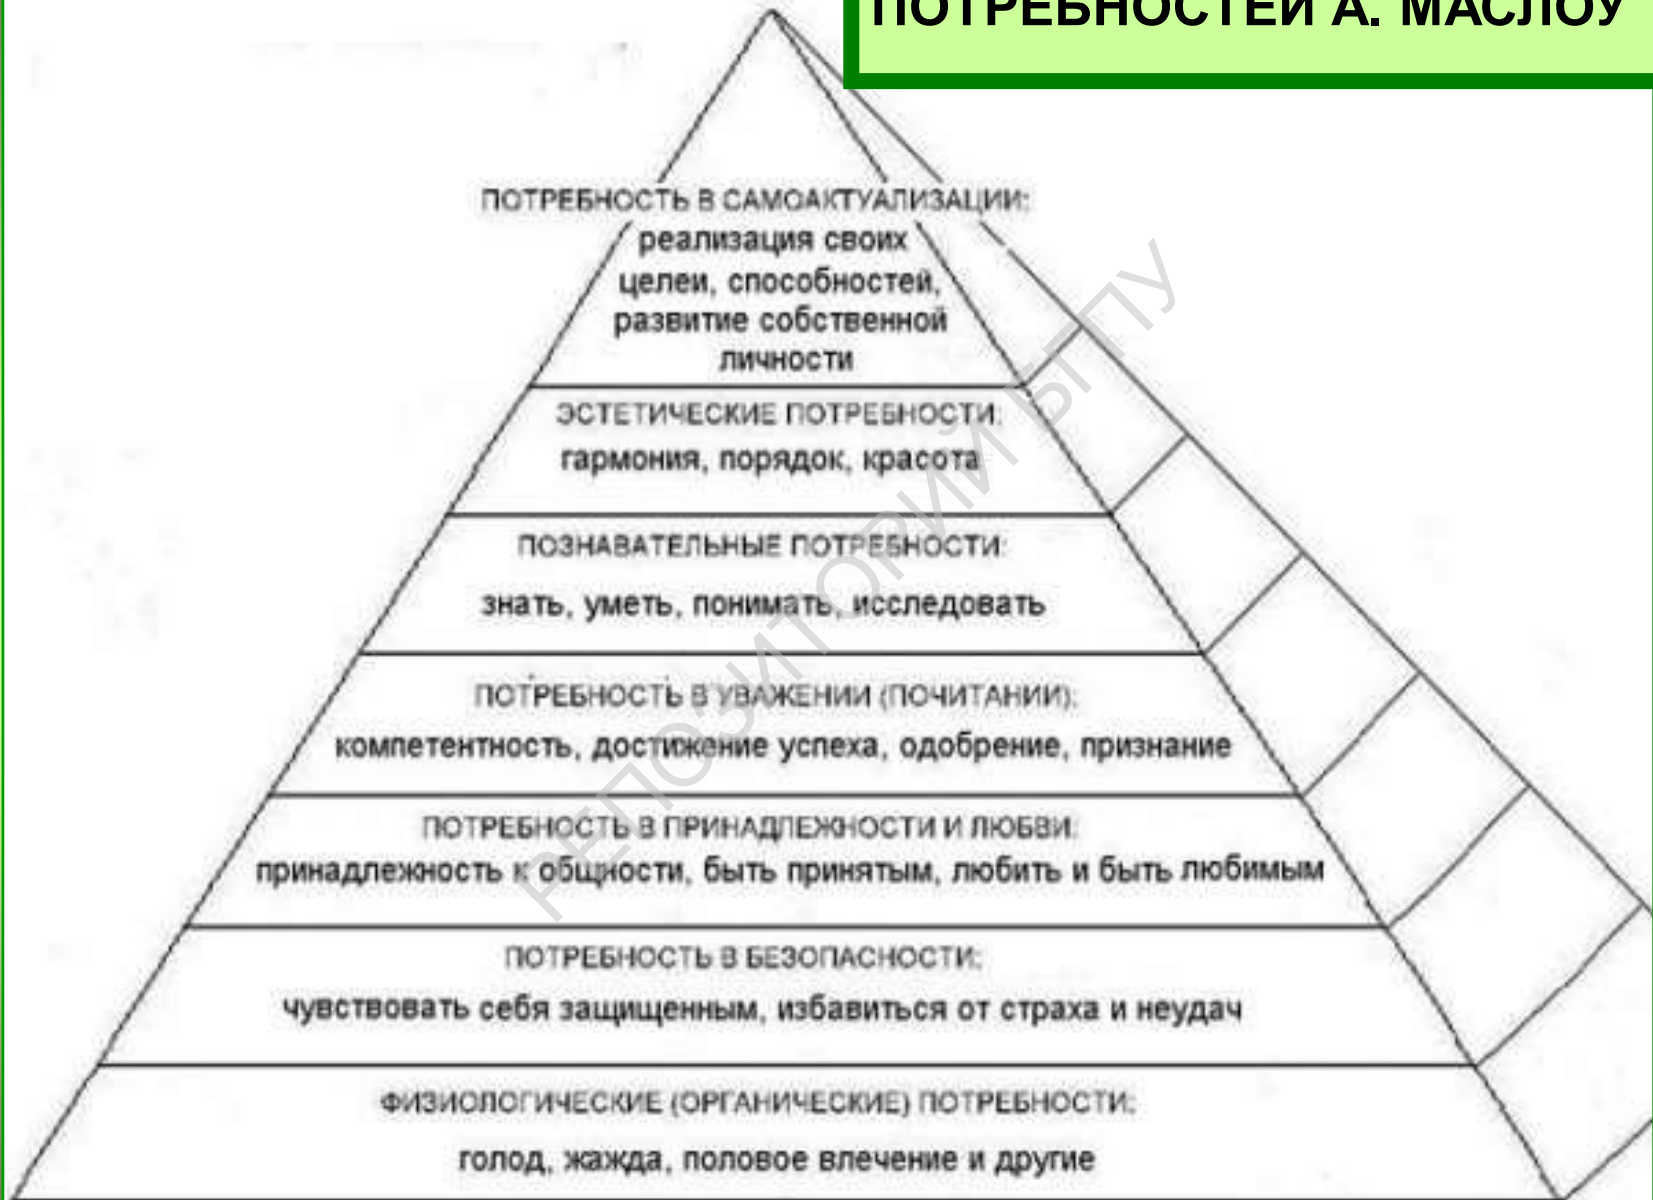 ПОТРЕБНОСТЕЙ А. МАСЛОУ
ПОТРЕБНОСТЬ В САМОАКТУАЛИЗАЦИИ:
реализация своих
целей, способностей,
развитие собственной
личности
ЭСТЕТИЧЕСКИЕ ПОТРЕБНОСТИ:
гармония, порядок, красота
ПОЗНАВАТЕЛЬНЫЕ ПОТРЕБНОСТИ:
знать, уметь, понимать, исследовать
ПОТРЕБНОСТЬ В УВАЖЕНИИ (ПОЧИТАНИИ):
компетентность, достижение успеха, одобрение, признание
ПОТРЕБНОСТЬ В ПРИНАДЛЕЖНОСТИ И ЛЮБВИ:
принадлежность к общности, быть принятым, любить и быть любимым
ПОТРЕБНОСТЬ В БЕЗОПАСНОСТИ:
чувствовать себя защищенным, избавиться от страха и неудач
ФИЗИОЛОГИЧЕСКИЕ (ОРГАНИЧЕСКИЕ) ПОТРЕБНОСТИ:
голод, жажда, половое влечение и другие
РЕПОЗИТОРИЙ БГПУ